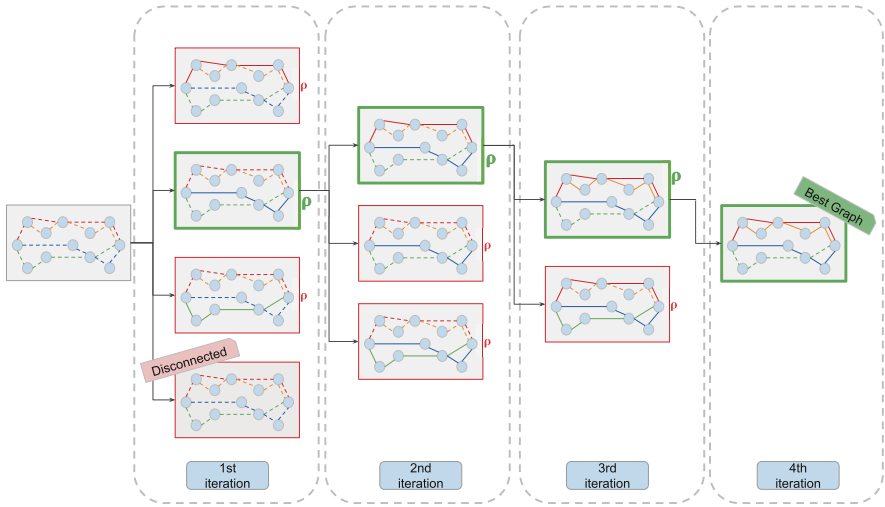 ρ
ρ
ρ
Disconnected
ρ
ρ
ρ
ρ
ρ
Best Graph
1st
iteration
2nd
iteration
3rd
iteration
4th
iteration